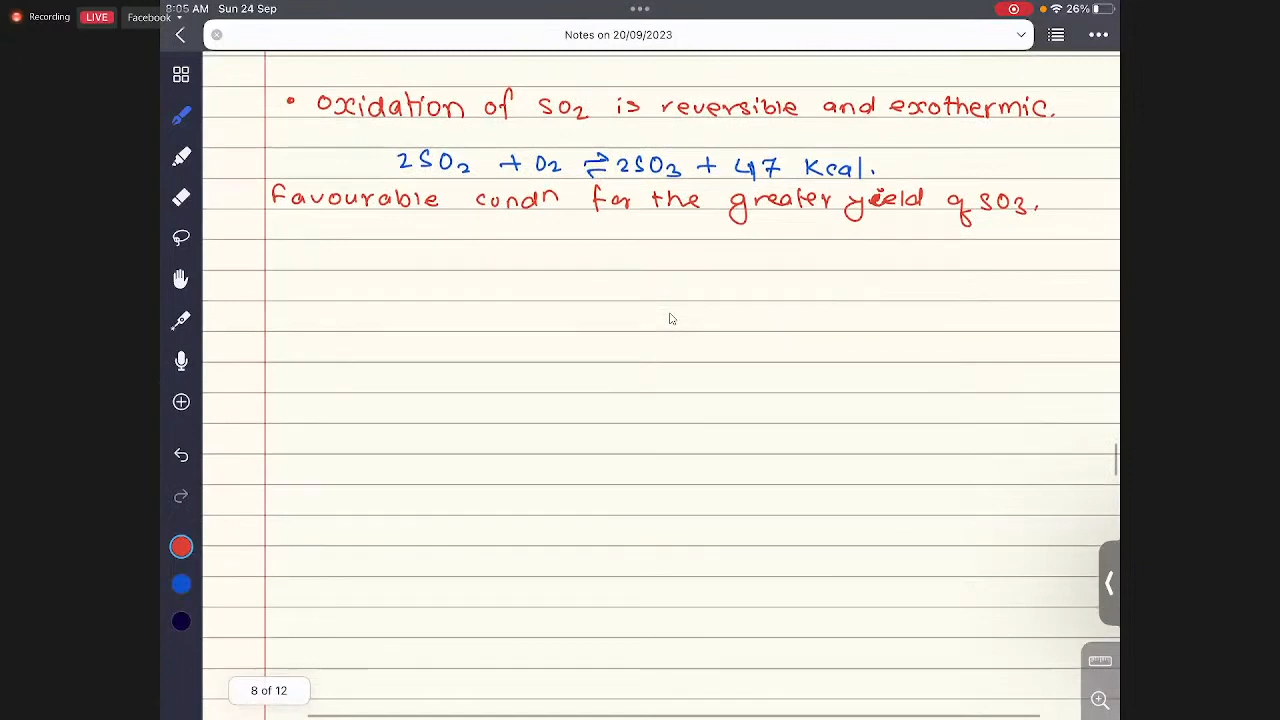 8:05 AM Sun 24 Sep
26%
Recording
LIVE
Facebook
Notes on 20/09/2023
• Oxidation of SO2 is reversible and exothermic.
2SO2 + O2 ⇌ 2SO3 + 47 Kcal.
Favourable condn for the greater yield of SO3.
8 of 12